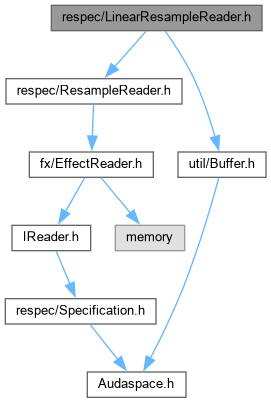 respec/LinearResampleReader.h
respec/ResampleReader.h
fx/EffectReader.h
util/Buffer.h
IReader.h
memory
respec/Specification.h
Audaspace.h